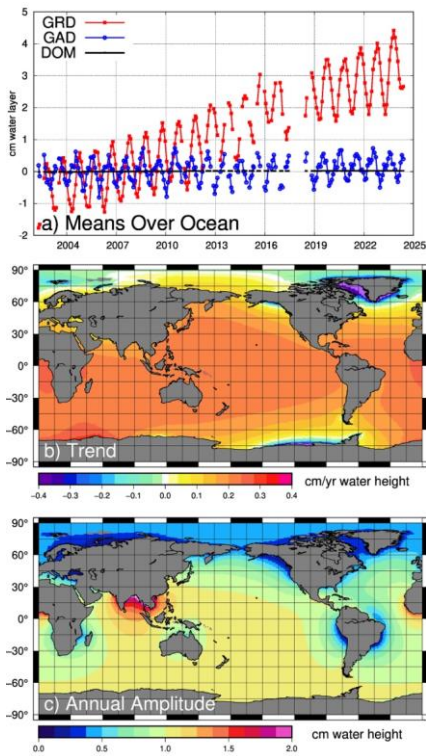 GRD
GAD
DOM
cm water layer
5
4
3
2
1
0
-1
-2
a) Means Over Ocean
2004 2007 2010 2013 2016 2019 2022 2025
90°
60°
30°
0°
−30°
−60°
−90°
b) Trend
cm/yr water height
−0.4 −0.3 −0.2 −0.1 0.0 0.1 0.2 0.3 0.4
90°
60°
30°
0°
−30°
−60°
−90°
c) Annual Amplitude
cm water height
0.0 0.5 1.0 1.5 2.0